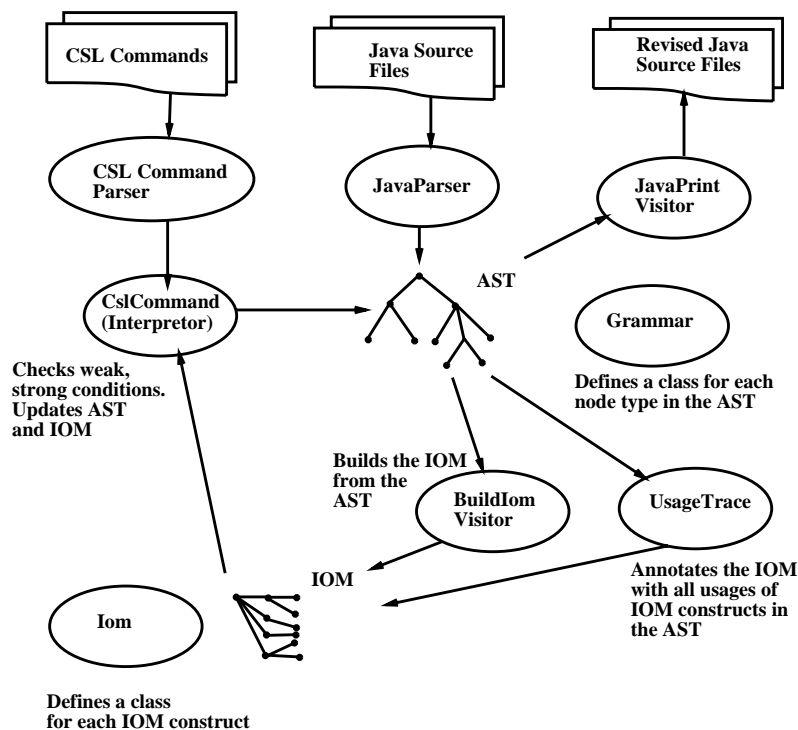 CSL Commands
Java Source
Files
Revised Java
Source Files
CSL Command
Parser
JavaParser
JavaPrint
Visitor
CslCommand
(Interpretor)
AST
Grammar
Checks weak,
strong conditions.
Updates AST
and IOM
Defines a class for each
node type in the AST
Builds the IOM
from the
AST
BuildIom
Visitor
UsageTrace
IOM
Iom
Annotates the IOM
with all usages of
IOM constructs in
the AST
Defines a class
for each IOM construct